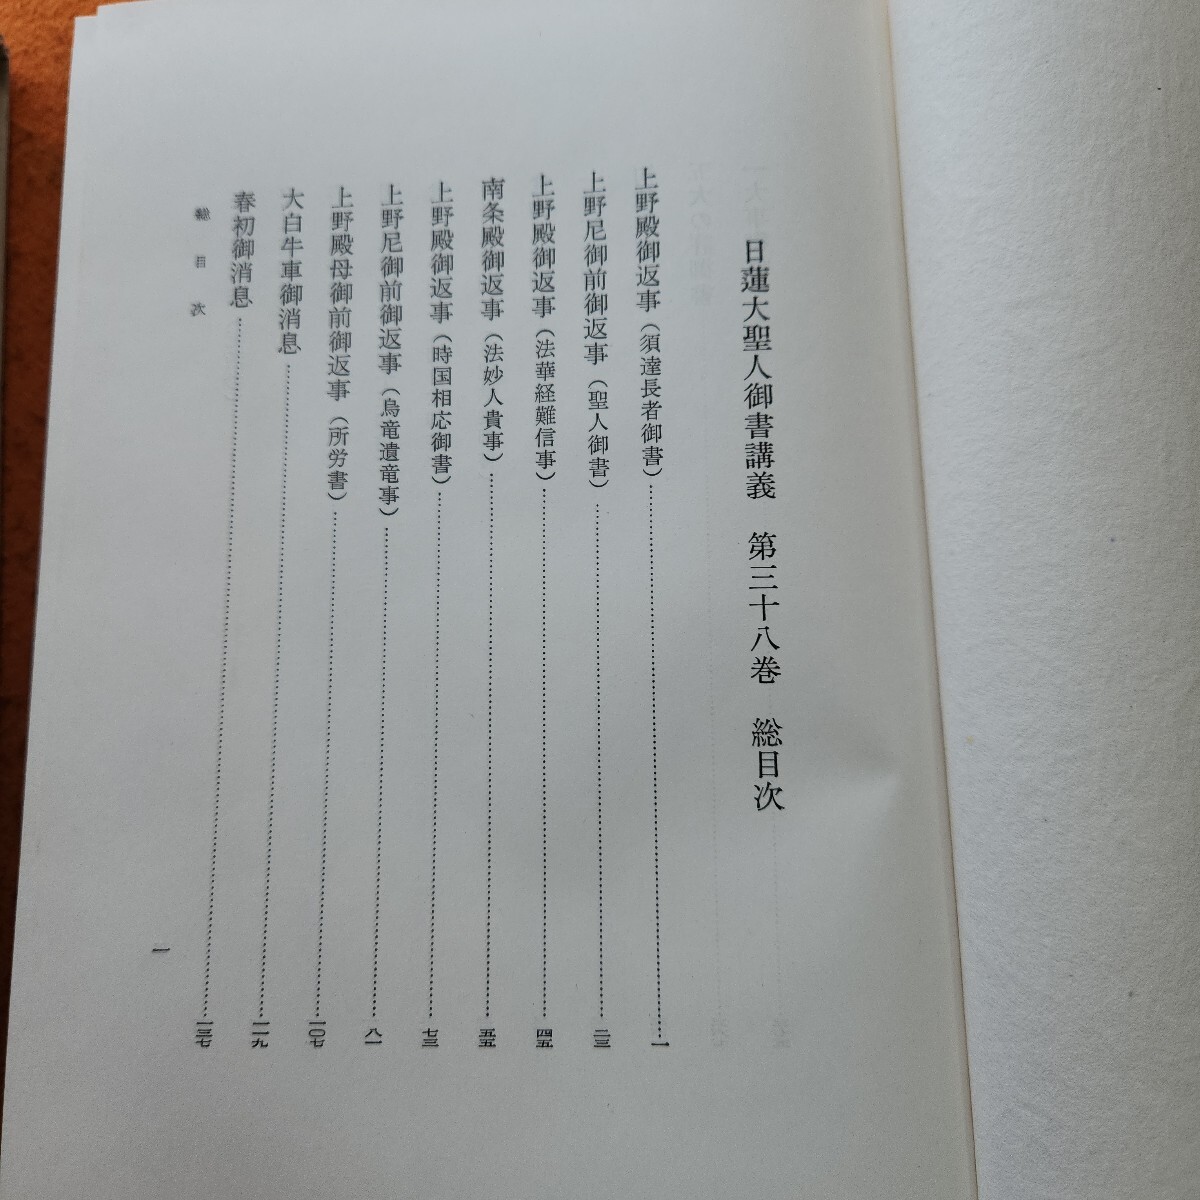 日蓮大聖人御書講義　第三十八巻　総目次
上野殿御返事（須達長者御書）…………一
上野尼御前御返事（聖人御書）…………二三
上野殿御返事（法華経難信事）…………四五
南条殿御返事（法妙人貴事）…………五五
上野殿御返事（時国相応御書）…………七三
上野尼御前御返事（烏竜遺竜事）…………八一
上野殿母御前御返事（所労書）…………一〇七
大白牛車御消息…………一一九
春初御消息…………一三七
総目次
一